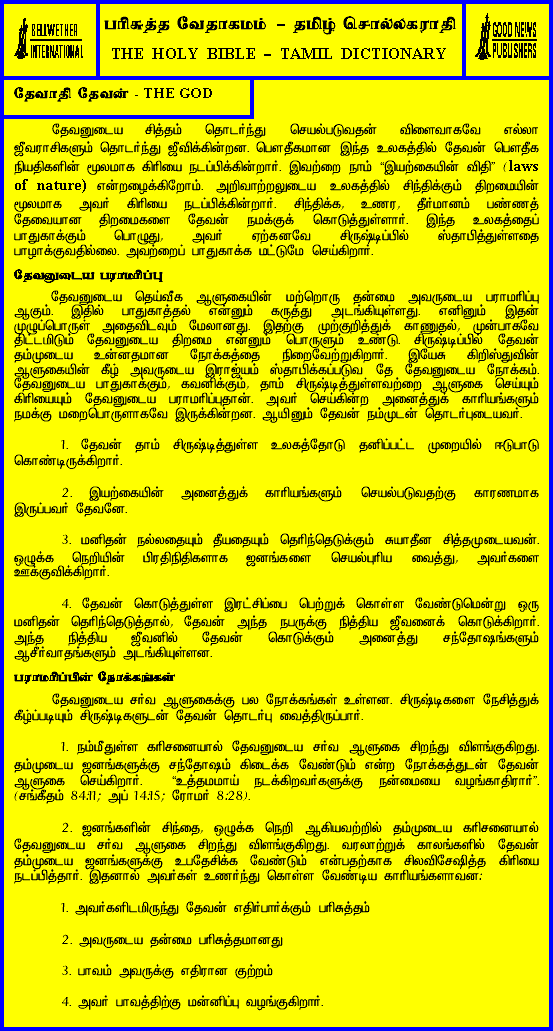 BELLWETHER
INTERNATIONAL
பரிசுத்த வேதாகமம் – தமிழ் சொல்லகராதி
THE HOLY BIBLE – TAMIL DICTIONARY
GOOD NEWS
PUBLISHERS
தேவாதி தேவன் - THE GOD
தேவனுடைய சித்தம் தொடர்ந்து செயல்படுவதன் விளைவாகவே எல்லா
ஜீவராசிகளும் தொடர்ந்து ஜீவிக்கின்றன. பௌதீகமான இந்த உலகத்தில் தேவன் பௌதீக
நியதிகளின் மூலமாக கிரியை நடப்பிக்கின்றார். இவற்றை நாம் “இயற்கையின் விதி” (laws
of nature) என்றழைக்கிறோம். அறிவாற்றலுடைய உலகத்தில் சிந்திக்கும் திறமையின்
மூலமாக அவர் கிரியை நடப்பிக்கின்றார். சிந்திக்க, உணர, தீர்மானம் பண்ணத்
தேவையான திறமைகளை தேவன் நமக்குக் கொடுத்துள்ளார். இந்த உலகத்தைப்
பாதுகாக்கும் பொழுது, அவர் ஏற்கனவே சிருஷ்டிப்பில் ஸ்தாபித்துள்ளதை
பாழாக்குவதில்லை. அவற்றைப் பாதுகாக்க மட்டுமே செய்கிறார்.
தேவனுடைய பராமரிப்பு
தேவனுடைய தெய்வீக ஆளுகையின் மற்றொரு தன்மை அவருடைய பராமரிப்பு
ஆகும். இதில் பாதுகாத்தல் என்னும் கருத்து அடங்கியுள்ளது. எனினும் இதன்
முழுப்பொருள் அதைவிடவும் மேலானது. இதற்கு முற்குறித்துக் காணுதல், முன்பாகவே
திட்டமிடும் தேவனுடைய திறமை என்னும் பொருளும் உண்டு. சிருஷ்டிப்பில் தேவன்
தம்முடைய உன்னதமான நோக்கத்தை நிறைவேற்றுகிறார். இயேசு கிறிஸ்துவின்
ஆளுகையின் கீழ் அவருடைய இராஜ்யம் ஸ்தாபிக்கப்படுவ தே தேவனுடைய நோக்கம்.
தேவனுடைய பாதுகாக்கும், கவனிக்கும், தாம் சிருஷ்டித்துள்ளவற்றை ஆளுகை செய்யும்
கிரியையும் தேவனுடைய பராமரிப்புதான். அவர் செய்கின்ற அனைத்துக் காரியங்களும்
நமக்கு மறைபொருளாகவே இருக்கின்றன. ஆயினும் தேவன் நம்முடன் தொடர்புடையவர்.
1. தேவன் தாம் சிருஷ்டித்துள்ள உலகத்தோடு தனிப்பட்ட முறையில் ஈடுபாடு
கொண்டிருக்கிறார்.
2. இயற்கையின் அனைத்துக் காரியங்களும் செயல்படுவதற்கு காரணமாக
இருப்பவர் தேவனே.
3. மனிதன் நல்லதையும் தீயதையும் தெரிந்தெடுக்கும் சுயாதீன சித்தமுடையவன்.
ஒழுக்க நெறியின் பிரதிநிதிகளாக ஜனங்களை செயல்புரிய வைத்து, அவர்களை
ஊக்குவிக்கிறார்.
4. தேவன் கொடுத்துள்ள இரட்சிப்பை பெற்றுக் கொள்ள வேண்டுமென்று ஒரு
மனிதன் தெரிந்தெடுத்தால், தேவன் அந்த நபருக்கு நித்திய ஜீவனைக் கொடுக்கிறார்.
அந்த நித்திய ஜீவனில் தேவன் கொடுக்கும் அனைத்து சந்தோஷங்களும்
ஆசீர்வாதங்களும் அடங்கியுள்ளன.
பராமரிப்பின் நோக்கங்கள்
தேவனுடைய சர்வ ஆளுகைக்கு பல நோக்கங்கள் உள்ளன. சிருஷ்டிகளை நேசித்துக்
கீழ்ப்படியும் சிருஷ்டிகளுடன் தேவன் தொடர்பு வைத்திருப்பார்.
1. நம்மீதுள்ள கரிசனையால் தேவனுடைய சர்வ ஆளுகை சிறந்து விளங்குகிறது.
தம்முடைய ஜனங்களுக்கு சந்தோஷம் கிடைக்க வேண்டும் என்ற நோக்கத்துடன் தேவன்
ஆளுகை செய்கிறார். “உத்தமமாய் நடக்கிறவர்களுக்கு நன்மையை வழங்காதிரார்”.
(சங்கீதம் 84:11; அப் 14:15; ரோமர் 8:28).
2. ஜனங்களின் சிந்தை, ஒழுக்க நெறி ஆகியவற்றில் தம்முடைய கரிசனையால்
தேவனுடைய சர்வ ஆளுகை சிறந்து விளங்குகிறது. வரலாற்றுக் காலங்களில் தேவன்
தம்முடைய ஜனங்களுக்கு உபதேசிக்க வேண்டும் என்பதற்காக சிலவிசேஷித்த கிரியை
நடப்பித்தார். இதனால் அவர்கள் உணர்ந்து கொள்ள வேண்டிய காரியங்களாவன:
1. அவர்களிடமிருந்து தேவன் எதிர்பார்க்கும் பரிசுத்தம்
2. அவருடைய தன்மை பரிசுத்தமானது
3. பாவம் அவருக்கு எதிரான குற்றம்
4. அவர் பாவத்திற்கு மன்னிப்பு வழங்குகிறார்.